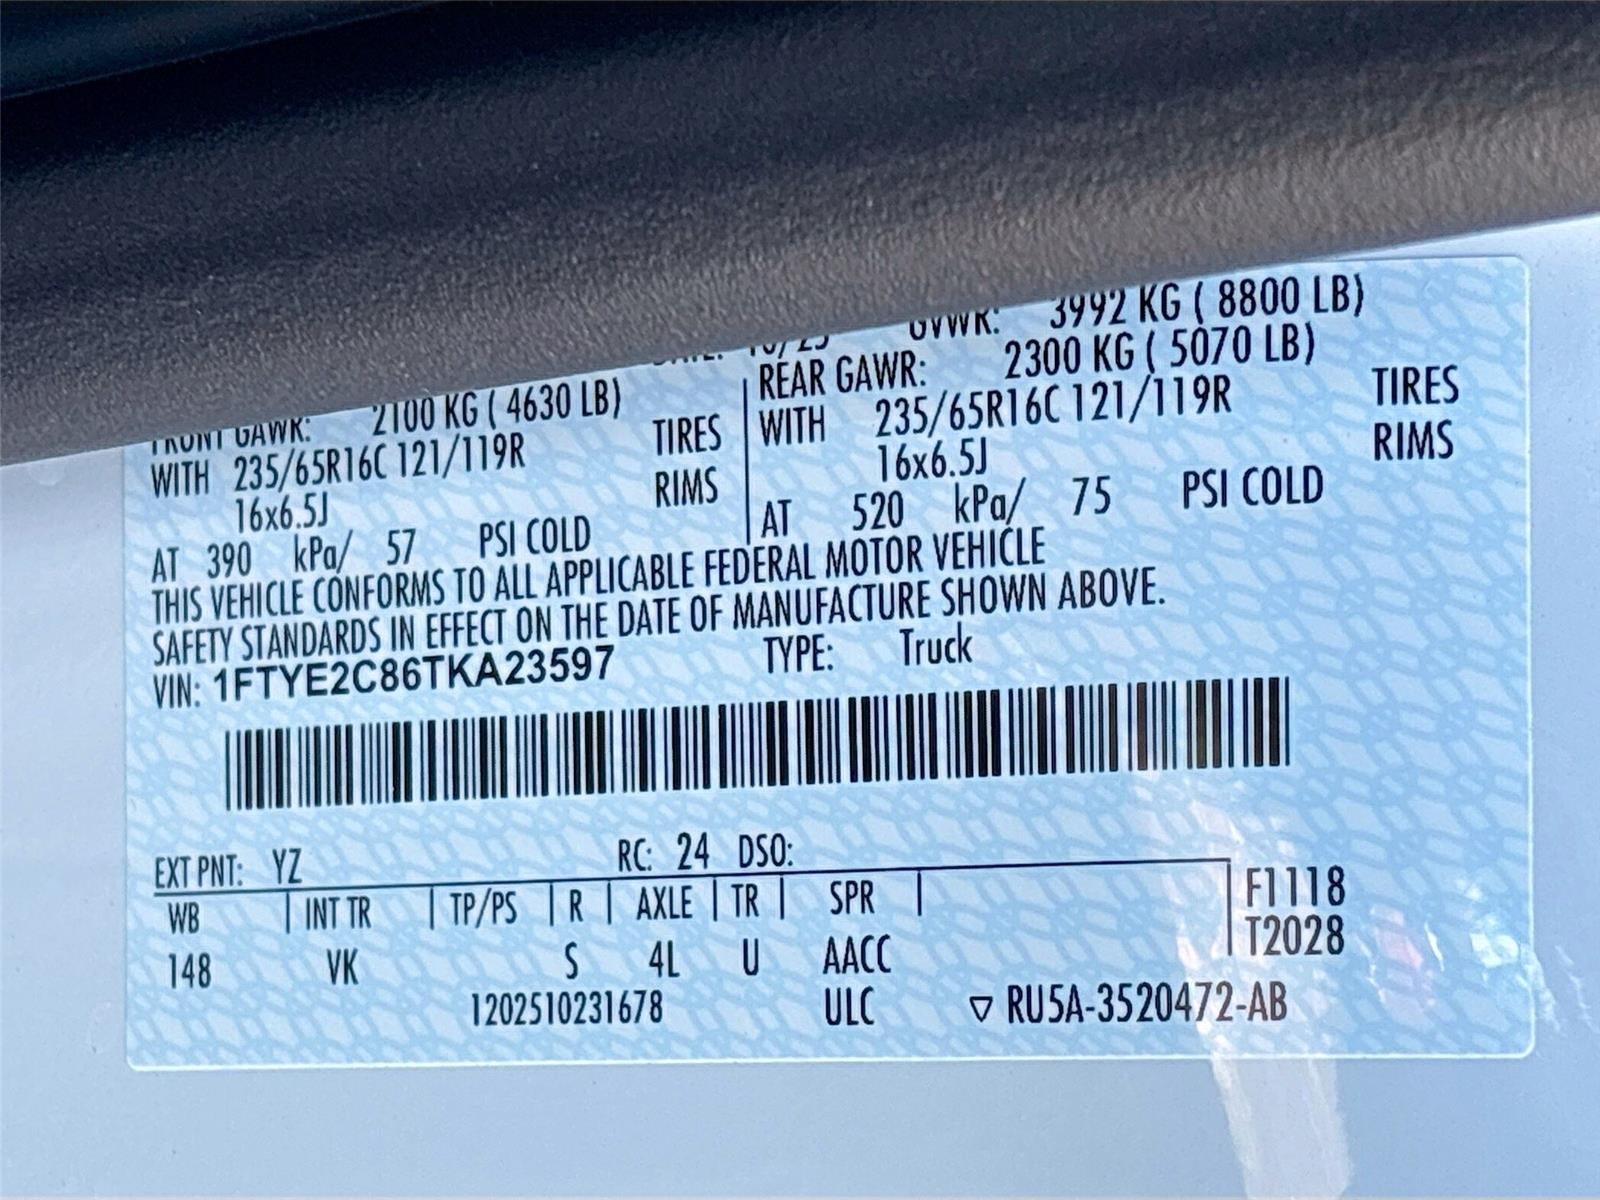 GVWR: 3992 KG ( 8800 LB)
FRONT GAWR: 2100 KG ( 4630 LB) REAR GAWR: 2300 KG ( 5070 LB)
WITH 235/65R16C 121/119R TIRES WITH 235/65R16C 121/119R TIRES
16x6.5J RIMS 16x6.5J RIMS
AT 390 kPa/ 57 PSI COLD AT 520 kPa/ 75 PSI COLD
THIS VEHICLE CONFORMS TO ALL APPLICABLE FEDERAL MOTOR VEHICLE
SAFETY STANDARDS IN EFFECT ON THE DATE OF MANUFACTURE SHOWN ABOVE.
VIN: 1FTYE2C86TKA23597 TYPE: Truck
EXT PNT: YZ RC: 24 DSO:
WB INT TR TP/PS R AXLE TR SPR F1118
148 VK S 4L U AACC T2028
1202510231678 ULC ▽ RU5A-3520472-AB